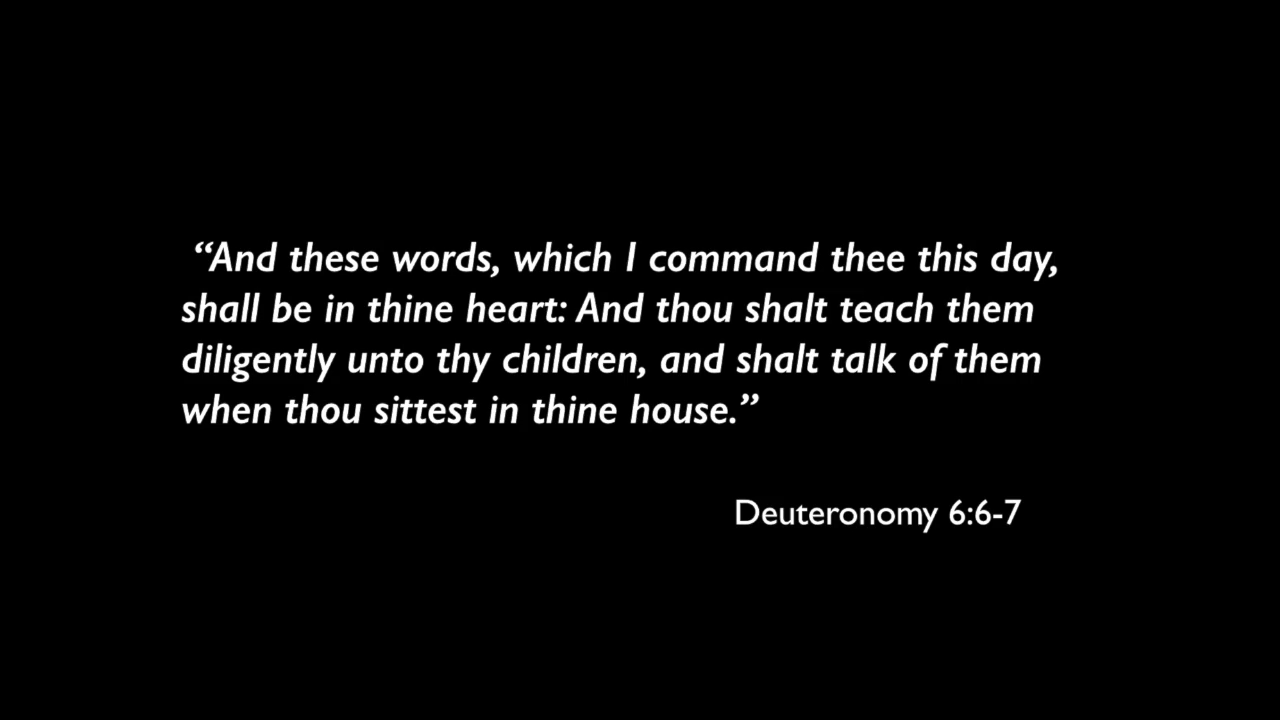 “And these words, which I command thee this day,
shall be in thine heart: And thou shalt teach them
diligently unto thy children, and shalt talk of them
when thou sittest in thine house.”
Deuteronomy 6:6-7